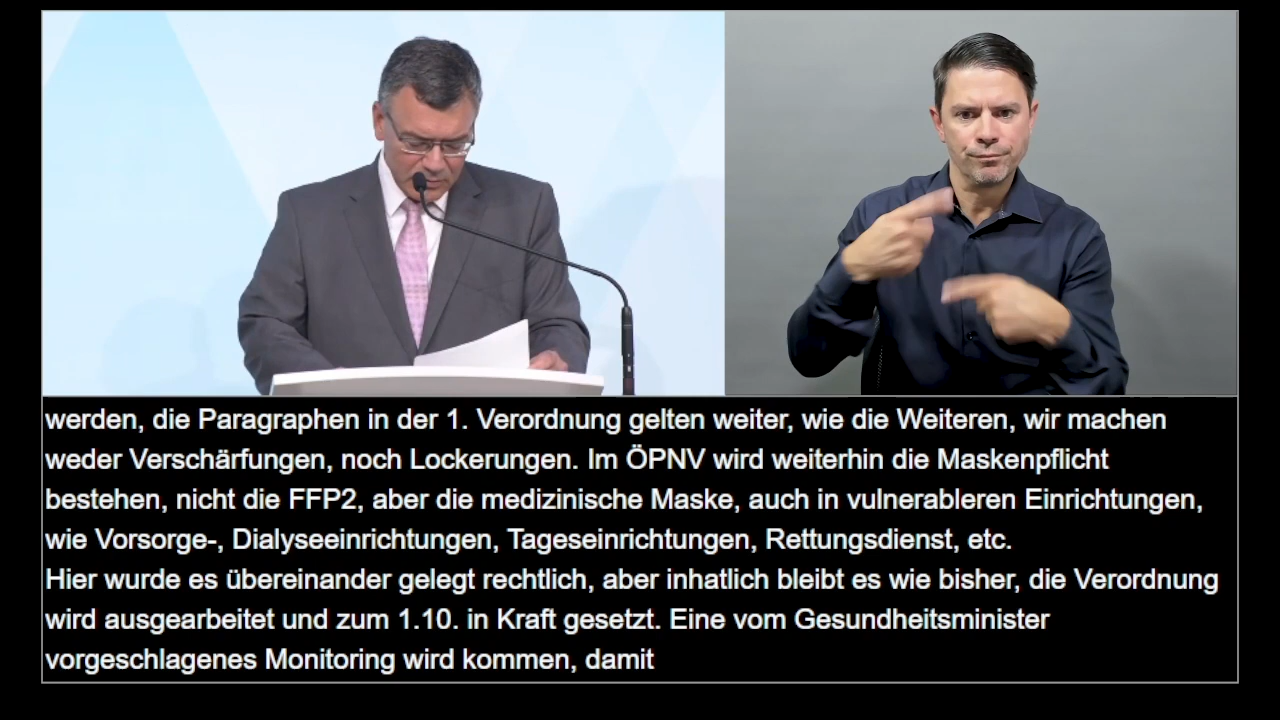 werden, die Paragraphen in der 1. Verordnung gelten weiter, wie die Weiteren, wir machen
weder Verschärfungen, noch Lockerungen. Im ÖPNV wird weiterhin die Maskenpflicht
bestehen, nicht die FFP2, aber die medizinische Maske, auch in vulnerableren Einrichtungen,
wie Vorsorge-, Dialyseeinrichtungen, Tageseinrichtungen, Rettungsdienst, etc.
Hier wurde es übereinander gelegt rechtlich, aber inhatlich bleibt es wie bisher, die Verordnung
wird ausgearbeitet und zum 1.10. in Kraft gesetzt. Eine vom Gesundheitsminister
vorgeschlagenes Monitoring wird kommen, damit